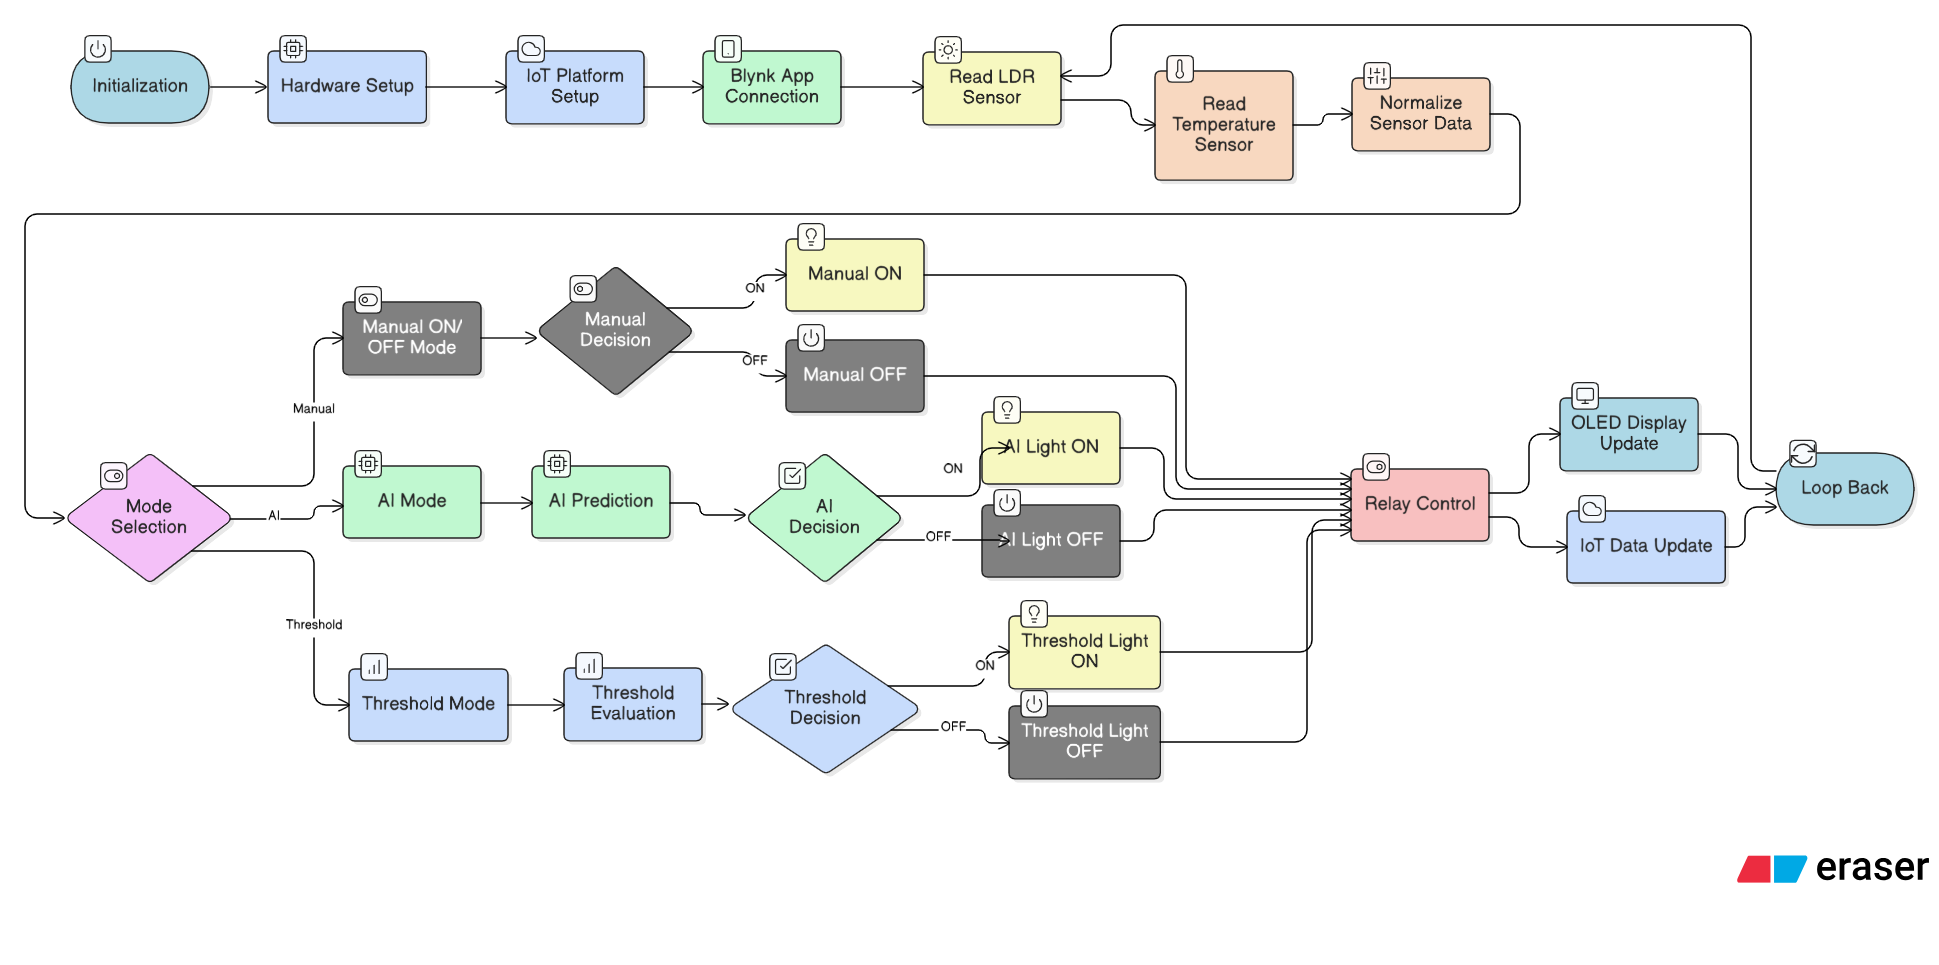 Initialization
Hardware Setup
IoT Platform
Setup
Blynk App
Connection
Read LDR
Sensor
Read
Temperature
Sensor
Normalize
Sensor Data
Manual ON/
OFF Mode
Manual
Decision
ON
Manual ON
OFF
Manual OFF
Manual
Mode
Selection
AI
AI Mode
AI Prediction
AI
Decision
ON
AI Light ON
OFF
AI Light OFF
Relay Control
OLED Display
Update
IoT Data Update
Loop Back
Threshold
Threshold Mode
Threshold
Evaluation
Threshold
Decision
ON
Threshold Light
ON
OFF
Threshold Light
OFF
eraser